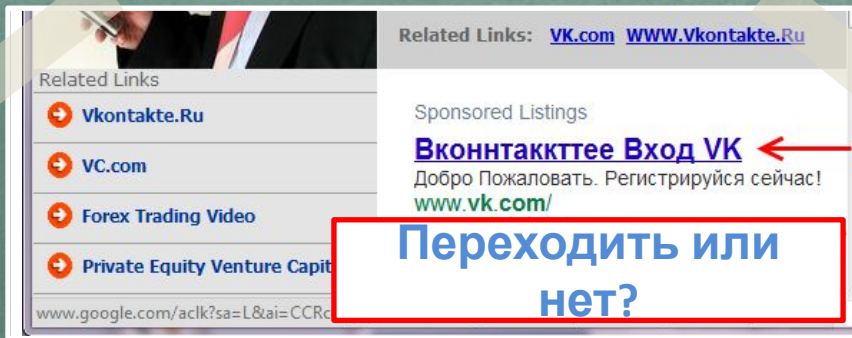 Related Links: VK.com WWW.Vkontakte.Ru
Related Links
Vkontakte.Ru
VC.com
Forex Trading Video
Private Equity Venture Capit
www.google.com/aclk?sa=L&ai=CCRc
Sponsored Listings
Вконнтаккттее Вход VK
Добро Пожаловать. Регистрируйся сейчас!
www.vk.com/
Переходить или
нет?